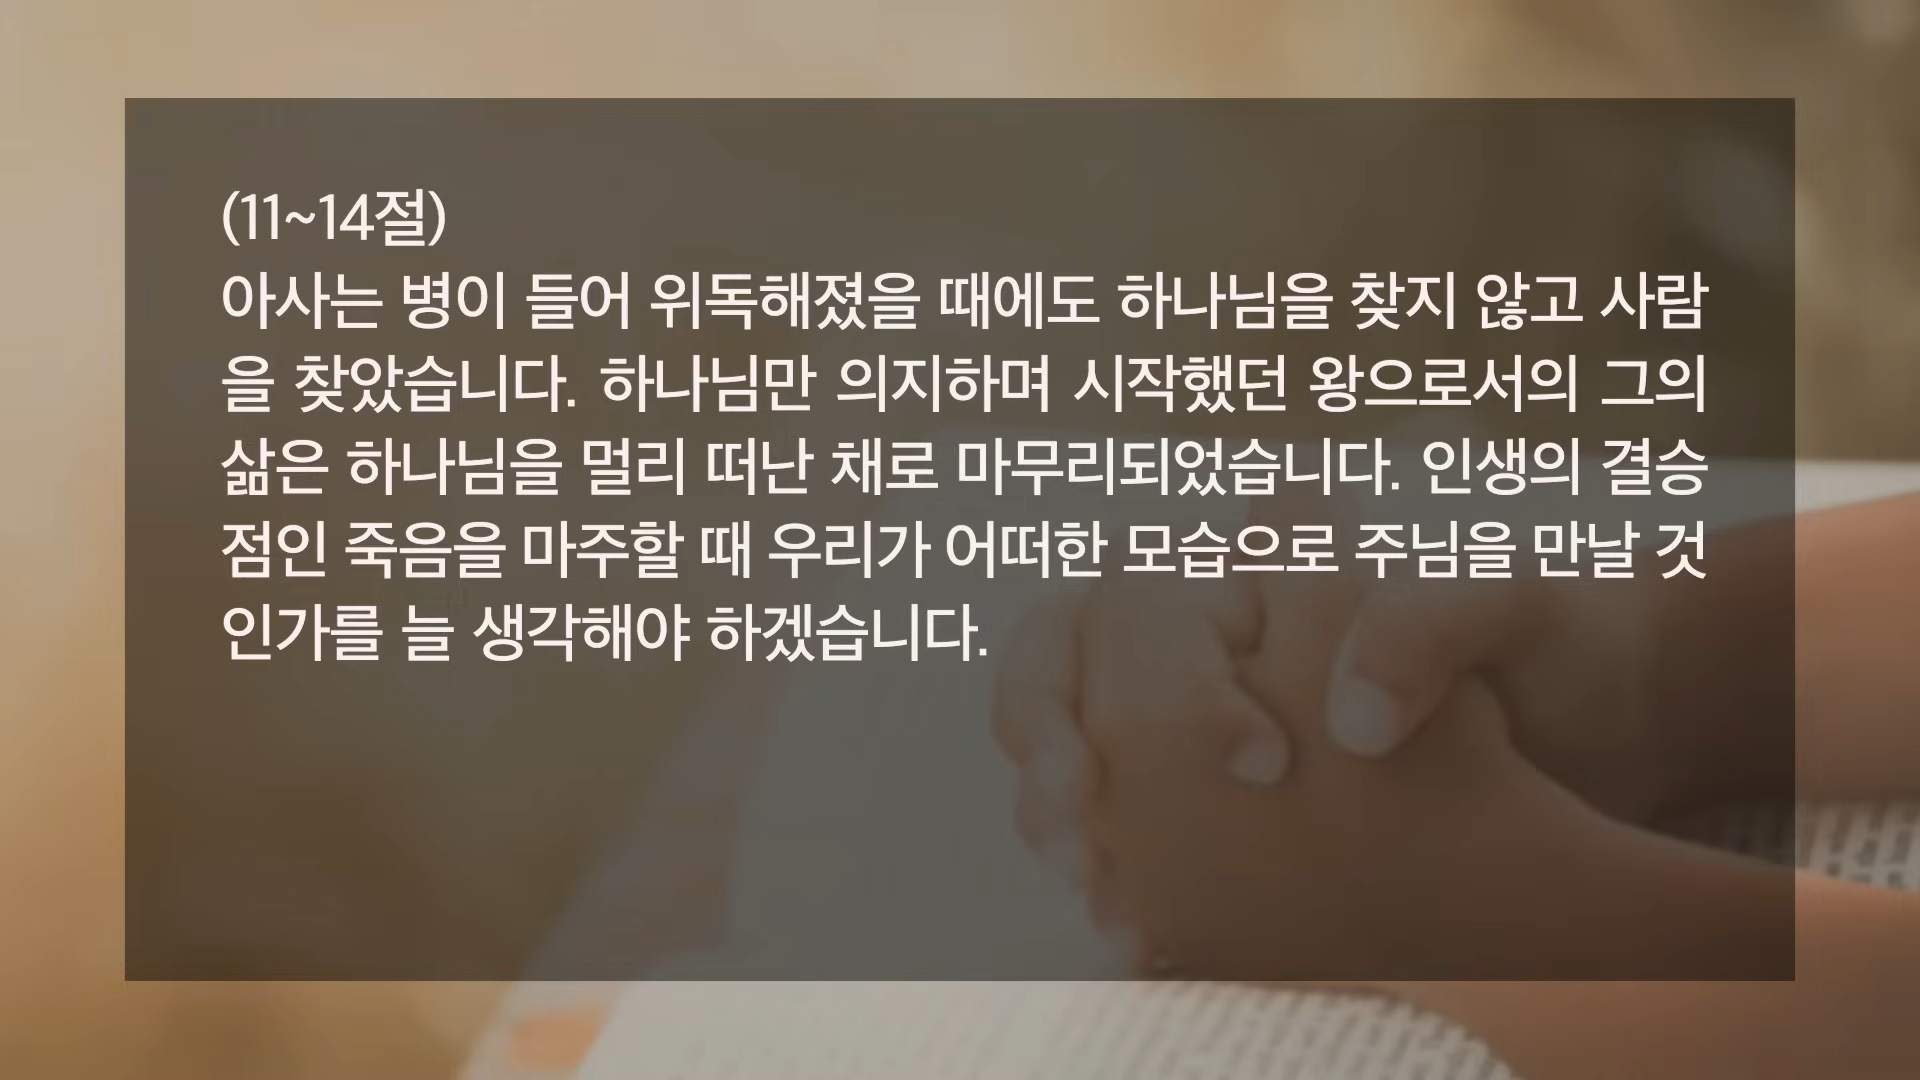 (11~14절)
아사는 병이 들어 위독해졌을 때에도 하나님을 찾지 않고 사람
을 찾았습니다. 하나님만 의지하며 시작했던 왕으로서의 그의
삶은 하나님을 멀리 떠난 채로 마무리되었습니다. 인생의 결승
점인 죽음을 마주할 때 우리가 어떠한 모습으로 주님을 만날 것
인가를 늘 생각해야 하겠습니다.